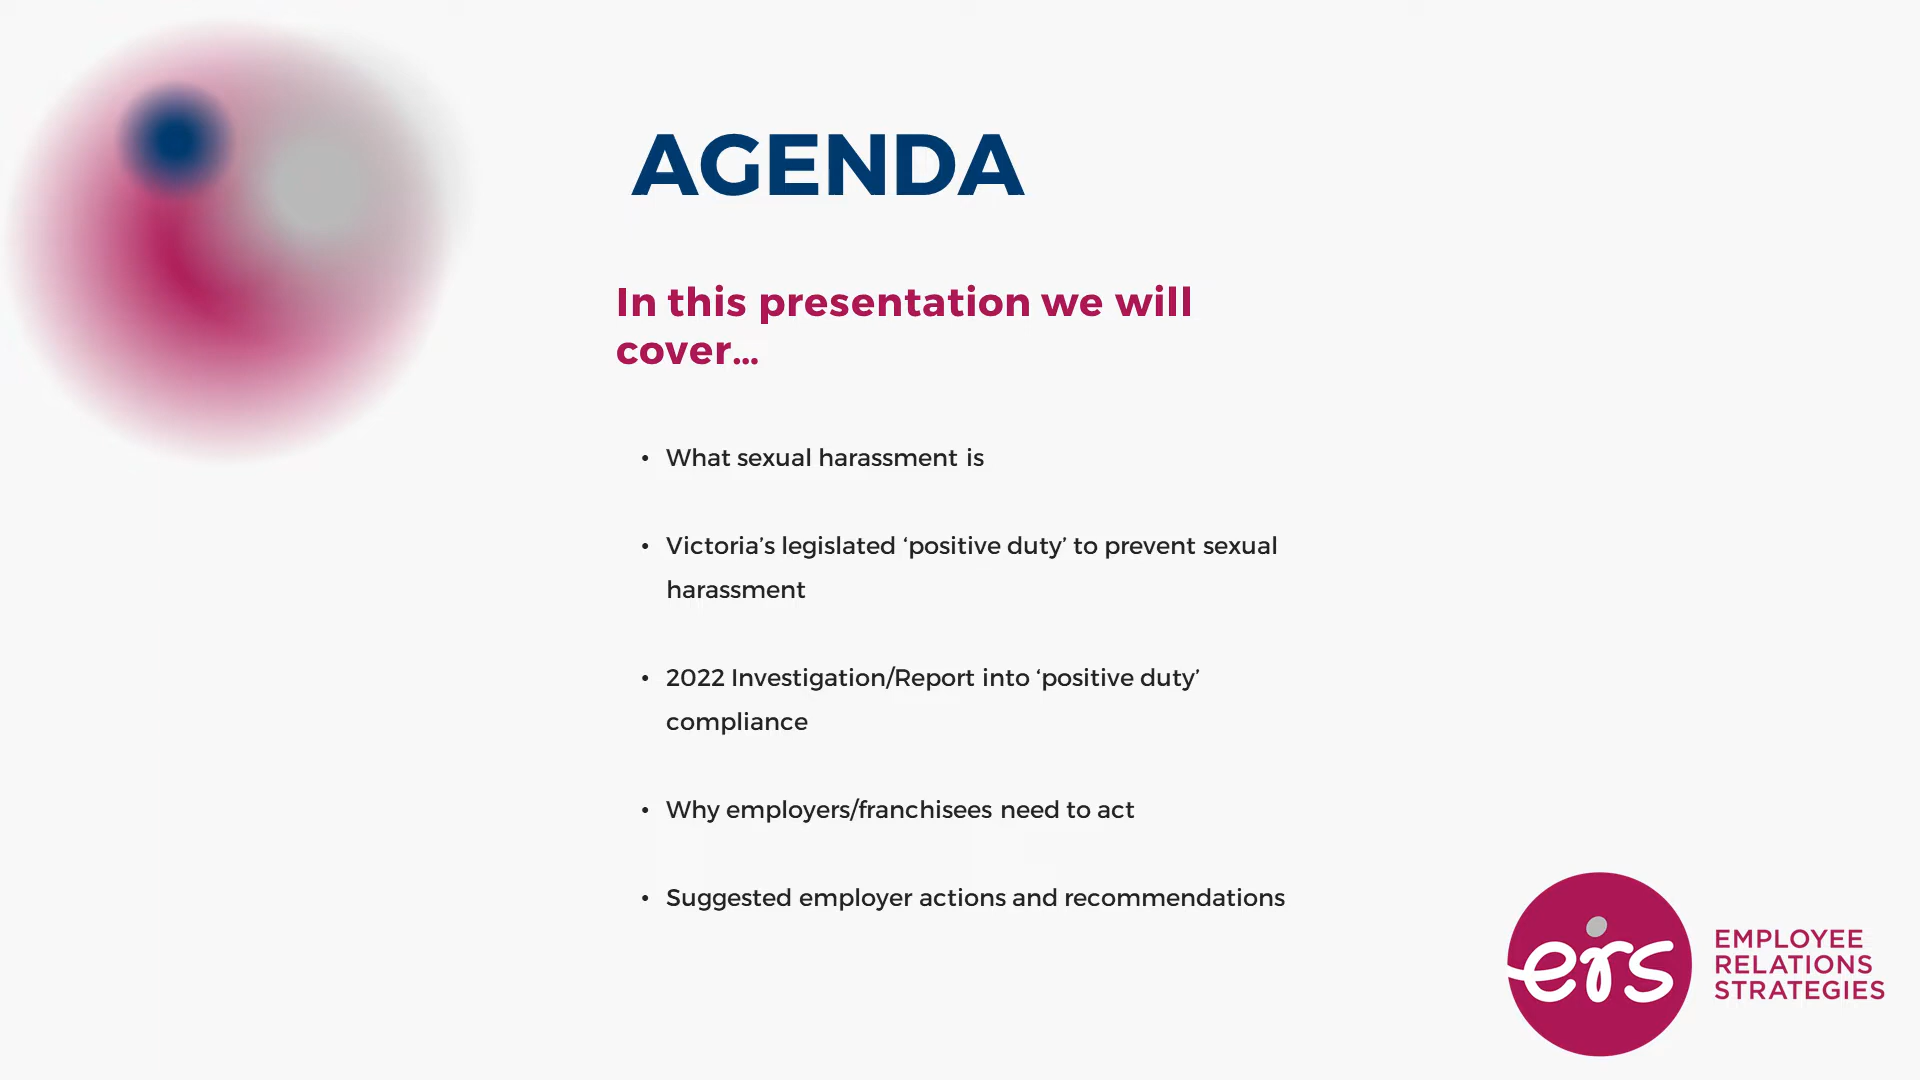 AGENDA
In this presentation we will
cover...
• What sexual harassment is
• Victoria’s legislated ‘positive duty’ to prevent sexual
harassment
• 2022 Investigation/Report into ‘positive duty’
compliance
• Why employers/franchisees need to act
• Suggested employer actions and recommendations
ers
EMPLOYEE
RELATIONS
STRATEGIES